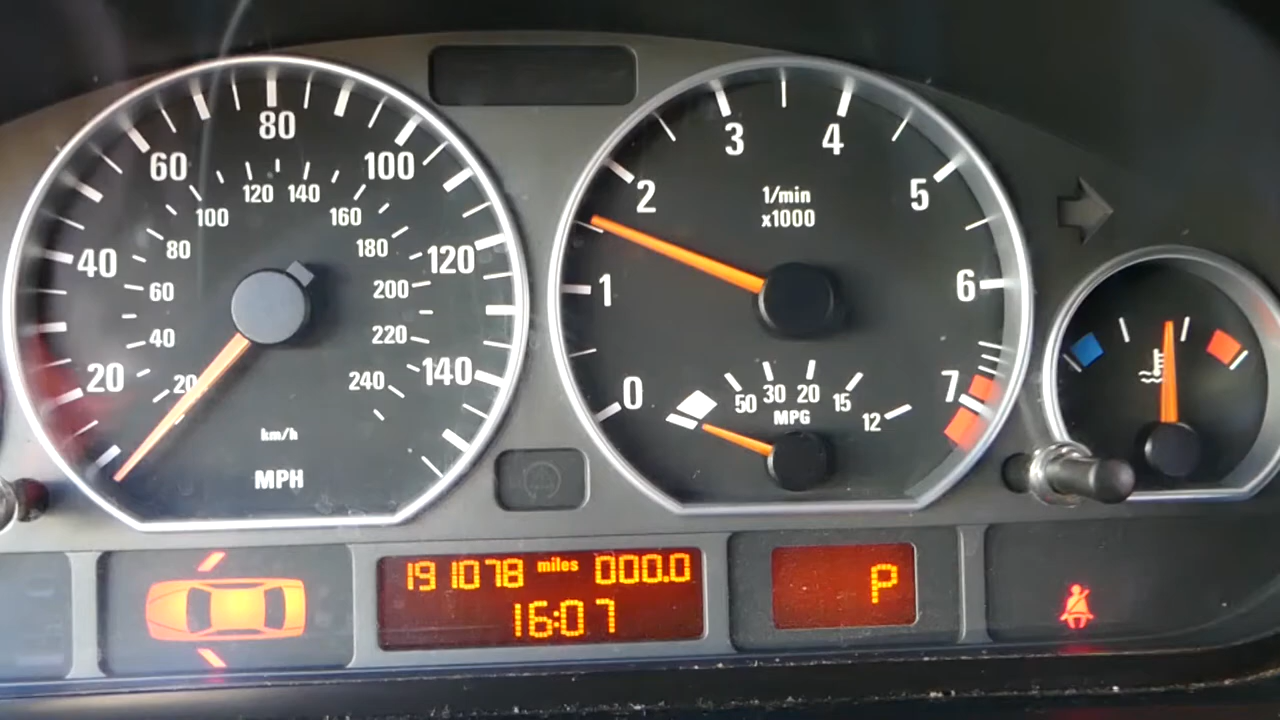 20 40 60 80 100 120 140
20 40 60 80 100 120 140 160 180 200 220 240
km/h
MPH
0 1 2 3 4 5 6 7
1/min
x1000
50 30 20 15 12
MPG
191078 miles 000.0
16:07
P